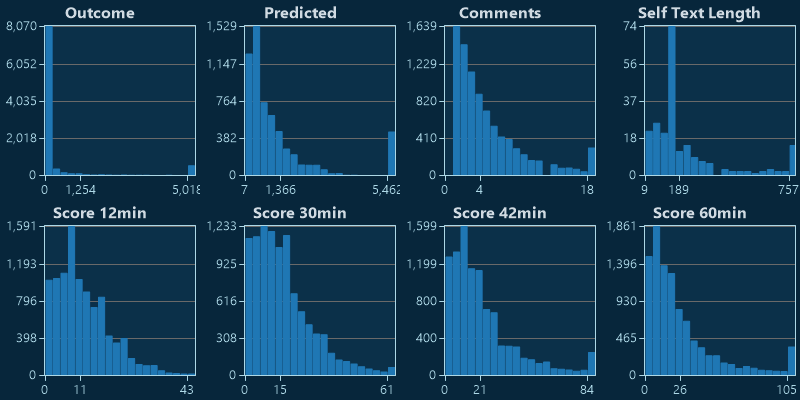 Outcome
8,070
6,052
4,035
2,018
0
0 1,254 5,018
Predicted
1,529
1,147
764
382
0
7 1,366 5,462
Comments
1,639
1,229
820
410
0
0 4 18
Self Text Length
74
56
37
18
0
9 189 757
Score 12min
1,591
1,193
796
398
0
0 11 43
Score 30min
1,233
925
616
308
0
0 15 61
Score 42min
1,599
1,199
800
400
0
0 21 84
Score 60min
1,861
1,396
930
465
0
0 26 105